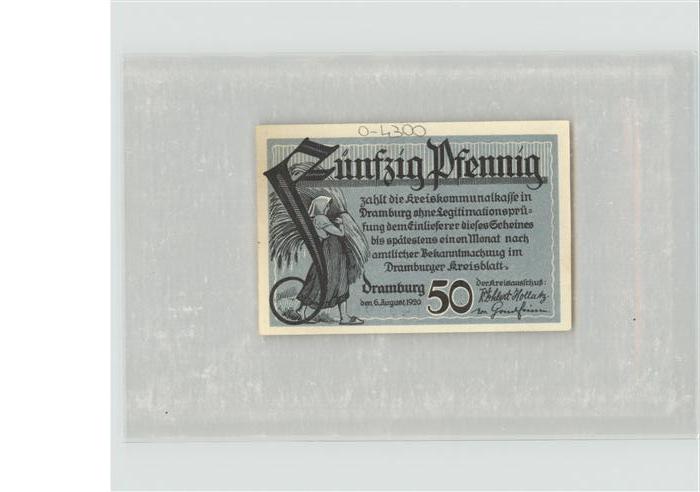 0-4300
Fünfzig Pfennig
zahlt die Kreiskommunalkasse in
Dramburg ohne Legitimationsprü-
fung dem Einlieferer dieses Scheines
bis spätestens einen Monat nach
amtlicher Bekanntmachung im
Dramburger Kreisblatt.
Dramburg
den 6. August 1920
50
der Kreisausschuß: